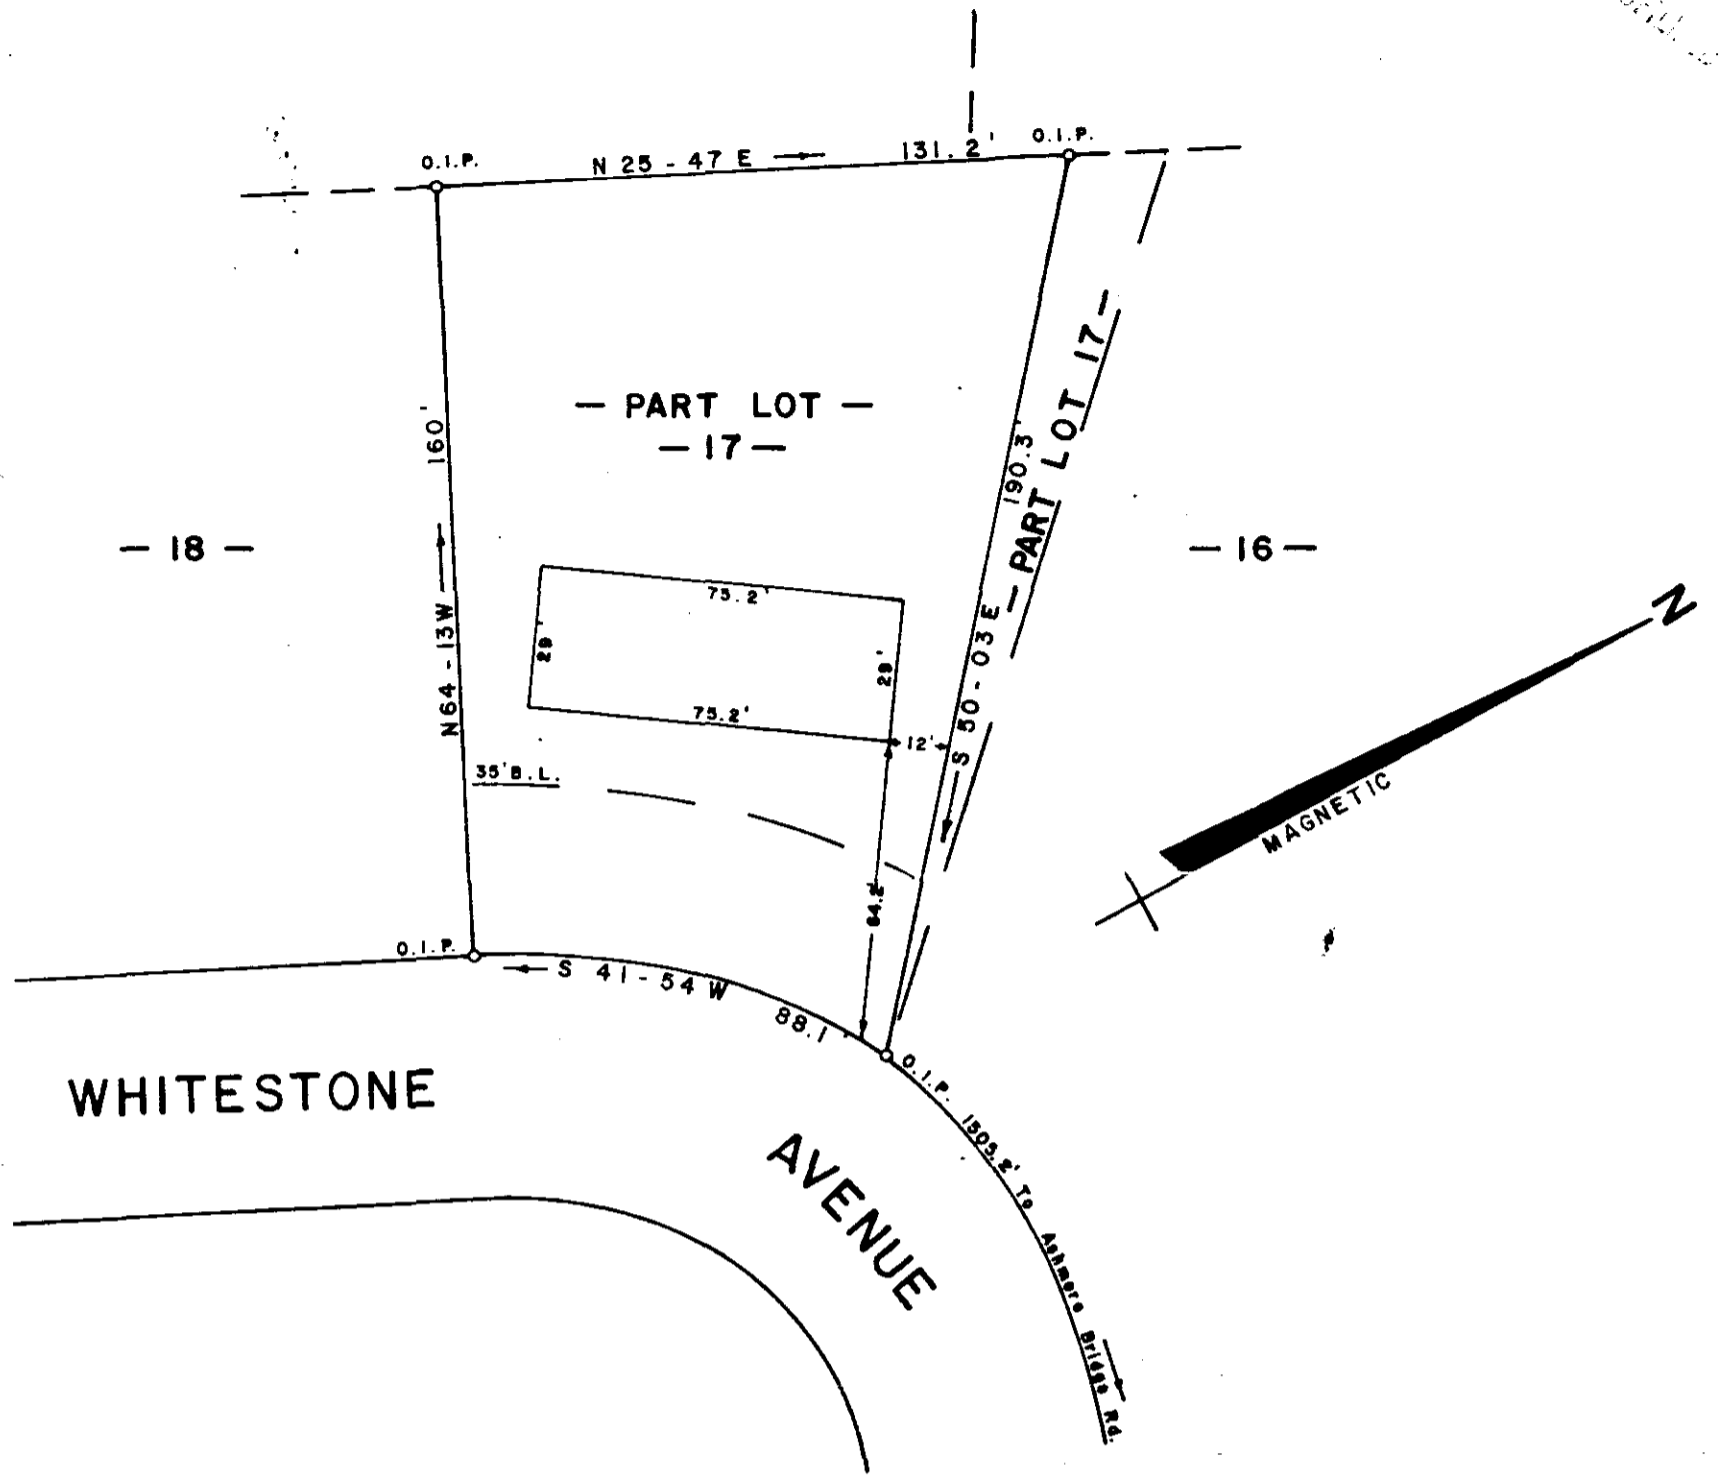 O.I.P.
N 25 - 47 E
131.2'
O.I.P.
160'
N64 - 13W
— PART LOT —
— 17 —
190.3'
S 50 - 03 E
— PART LOT 17 —
— 18 —
— 16 —
75.2'
29'
29'
75.2'
12'
35' B.L.
64.2'
N
MAGNETIC
O.I.P.
S 41 - 54 W
88.1'
O.I.P.
1505.2' To Ashmore Bridge Rd.
WHITESTONE
AVENUE